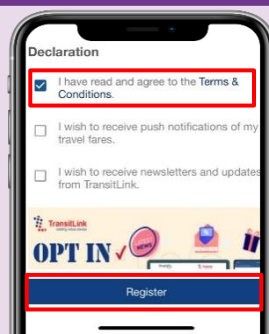 Declaration
I have read and agree to the Terms &
Conditions.
I wish to receive push notifications of my
travel fares.
I wish to receive newsletters and updates
from TransitLink.
TransitLink
OPT IN
NEWS
Register